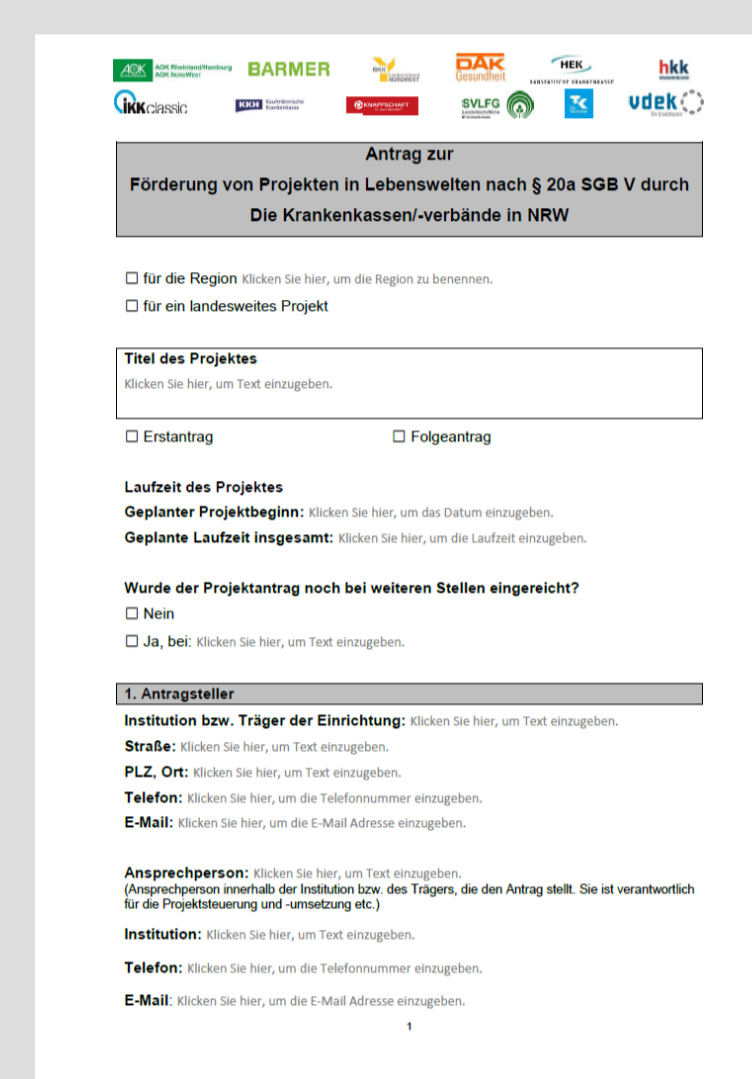 AOK AOK Rheinland/Hamburg
AOK NordWest
BARMER
BKK Landesverband
NORDWEST
DAK
Gesundheit
HEK
HANSEATISCHE KRANKENKASSE
hkk
IKK classic
KKH Kaufmännische
Krankenkasse
KNAPPSCHAFT
SVLFG
TK
vdek
Die Ersatzkassen
Antrag zur
Förderung von Projekten in Lebenswelten nach § 20a SGB V durch
Die Krankenkassen/-verbände in NRW
☐ für die Region Klicken Sie hier, um die Region zu benennen.
☐ für ein landesweites Projekt
Titel des Projektes
Klicken Sie hier, um Text einzugeben.
☐ Erstantrag ☐ Folgeantrag
Laufzeit des Projektes
Geplanter Projektbeginn: Klicken Sie hier, um das Datum einzugeben.
Geplante Laufzeit insgesamt: Klicken Sie hier, um die Laufzeit einzugeben.
Wurde der Projektantrag noch bei weiteren Stellen eingereicht?
☐ Nein
☐ Ja, bei: Klicken Sie hier, um Text einzugeben.
1. Antragsteller
Institution bzw. Träger der Einrichtung: Klicken Sie hier, um Text einzugeben.
Straße: Klicken Sie hier, um Text einzugeben.
PLZ, Ort: Klicken Sie hier, um Text einzugeben.
Telefon: Klicken Sie hier, um die Telefonnummer einzugeben.
E-Mail: Klicken Sie hier, um die E-Mail Adresse einzugeben.
Ansprechperson: Klicken Sie hier, um Text einzugeben.
(Ansprechperson innerhalb der Institution bzw. des Trägers, die den Antrag stellt. Sie ist verantwortlich
für die Projektsteuerung und -umsetzung etc.)
Institution: Klicken Sie hier, um Text einzugeben.
Telefon: Klicken Sie hier, um die Telefonnummer einzugeben.
E-Mail: Klicken Sie hier, um die E-Mail Adresse einzugeben.
1